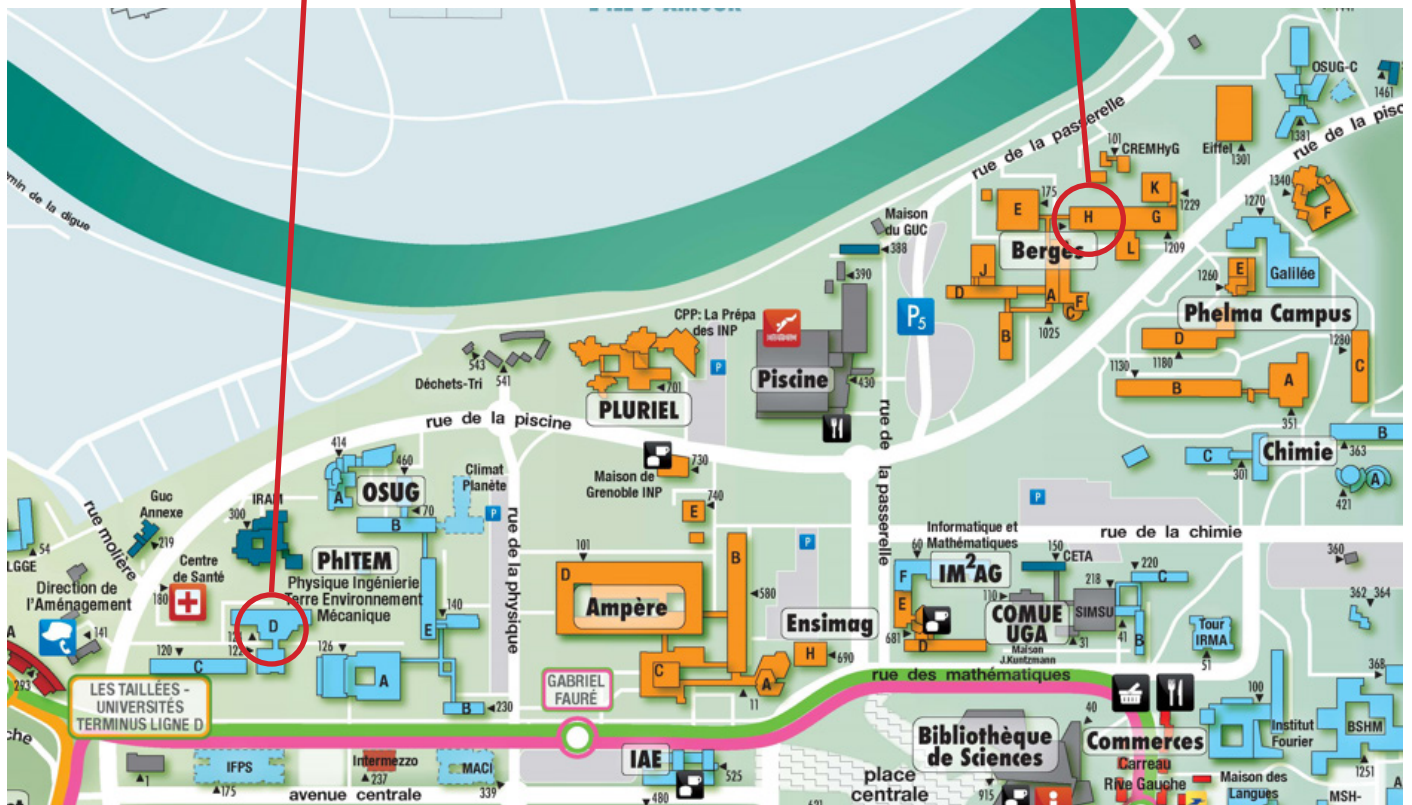 L'ILE D'AMOUR
chemin de la digue
rue de la passerelle
rue de la pisc
OSUG-C
1461
1381
Eiffel
1301
101
CREMHyG
K
1229
E
175
H
G
1209
L
Bergès
J
D
A
F
C
B
1025
1340
F
1270
1260
E
Galilée
Phelma Campus
D
1180
1280
C
1130
B
A
351
Maison
du GUC
388
390
P5
CPP: La Prépa
des INP
P
701
PLURIEL
Piscine
430
543
541
Déchets-Tri
rue de la piscine
rue de la passerelle
Maison de
Grenoble INP
730
740
E
Chimie
C
301
B
363
421
A
P
rue de la chimie
360
362
364
368
414
460
A
OSUG
70
B
Climat
Planète
P
rue de la physique
rue molière
Guc
Annexe
219
IRAM
300
PhITEM
Physique Ingénierie
Terre Environnement
Mécanique
Centre
de Santé
180
54
LGGE
Direction de
l'Aménagement
141
293
D
120
C
126
A
E
140
B
230
101
D
Ampère
B
580
C
A
11
P
Ensimag
H
690
Informatique et
Mathématiques
60
F
IM²AG
E
681
D
150
CETA
110
COMUE
UGA
Maison
J.Kuntzmann
218
SIMSU
31
220
C
41
B
Tour
IRMA
51
rue des mathématiques
LES TAILLÉES -
UNIVERSITÉS
TERMINUS LIGNE D
GABRIEL
FAURÉ
1
IFPS
175
Intermezzo
237
MACI
339
avenue centrale
IAE
525
480
place
centrale
Bibliothèque
de Sciences
915
40
Commerces
Carreau
Rive Gauche
100
Institut
Fourier
Maison des
Langues
BSHM
1251
MSH-
A